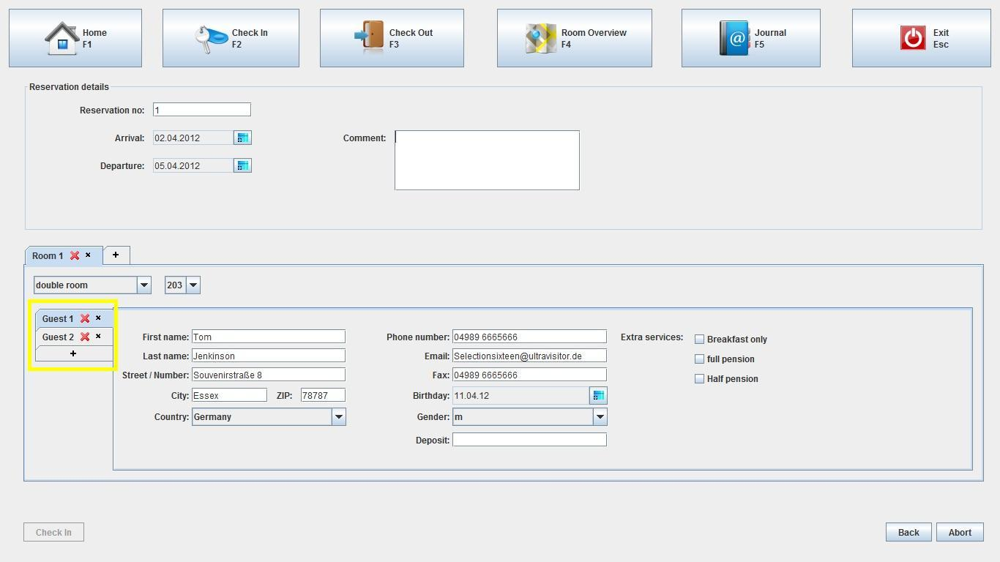 Home
F1
Check In
F2
Check Out
F3
Room Overview
F4
@
Journal
F5
Exit
Esc
Reservation details
Reservation no: 1
Arrival: 02.04.2012
Comment:
Departure: 05.04.2012
Room 1
+
double room 203
Guest 1
Guest 2
+
First name: Tom
Last name: Jenkinson
Street / Number: Souvenirstraße 8
City: Essex ZIP: 78787
Country: Germany
Phone number: 04989 6665666
Email: Selectionsixteen@ultravisitor.de
Fax: 04989 6665666
Birthday: 11.04.12
Gender: m
Deposit:
Extra services:
Breakfast only
full pension
Half pension
Check In
Back
Abort